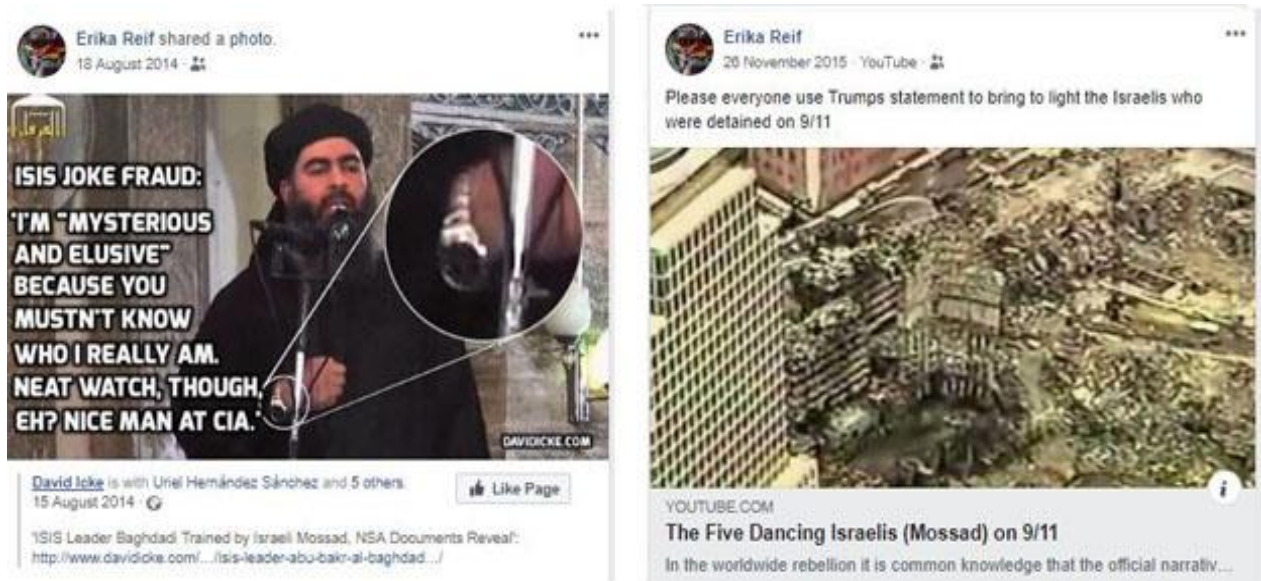 Erika Reif shared a photo.
18 August 2014 ·
ISIS JOKE FRAUD:
'I'M "MYSTERIOUS
AND ELUSIVE"
BECAUSE YOU
MUSTN'T KNOW
WHO I REALLY AM.
NEAT WATCH, THOUGH,
EH? NICE MAN AT CIA.'
DAVIDICKE.COM
David Icke is with Uriel Hernández Sánchez and 5 others.
15 August 2014 ·
Like Page
'ISIS Leader Baghdadi Trained by Israeli Mossad, NSA Documents Reveal':
http://www.davidicke.com/.../isis-leader-abu-bakr-al-baghdad.../
Erika Reif
26 November 2015 · YouTube ·
Please everyone use Trumps statement to bring to light the Israelis who
were detained on 9/11
YOUTUBE.COM
The Five Dancing Israelis (Mossad) on 9/11
In the worldwide rebellion it is common knowledge that the official narrativ...